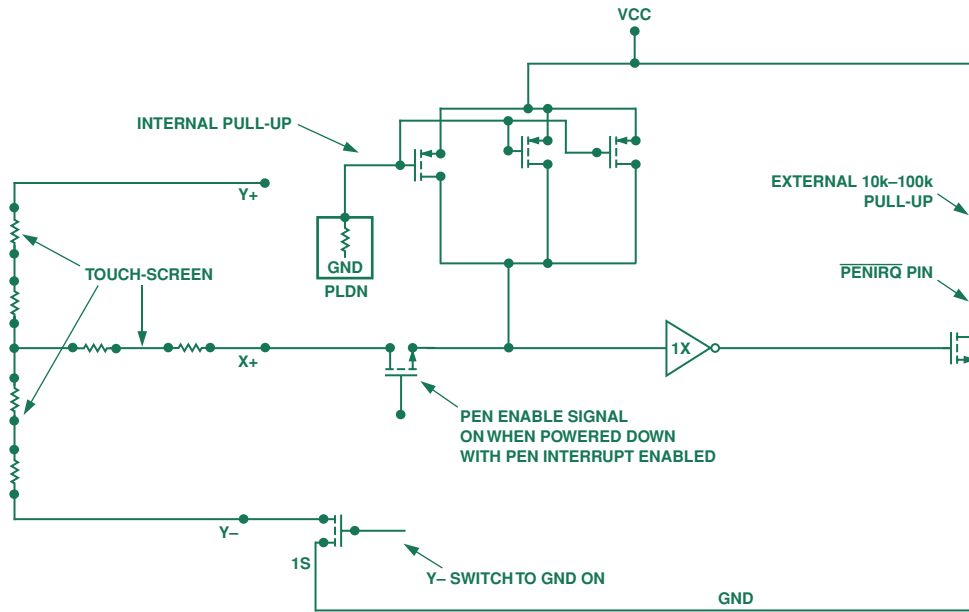 VCC
INTERNAL PULL-UP
Y+
EXTERNAL 10k–100k
PULL-UP
GND
PLDN
TOUCH-SCREEN
PENIRQ PIN
X+
1X
PEN ENABLE SIGNAL
ON WHEN POWERED DOWN
WITH PEN INTERRUPT ENABLED
Y–
1S
Y– SWITCH TO GND ON
GND